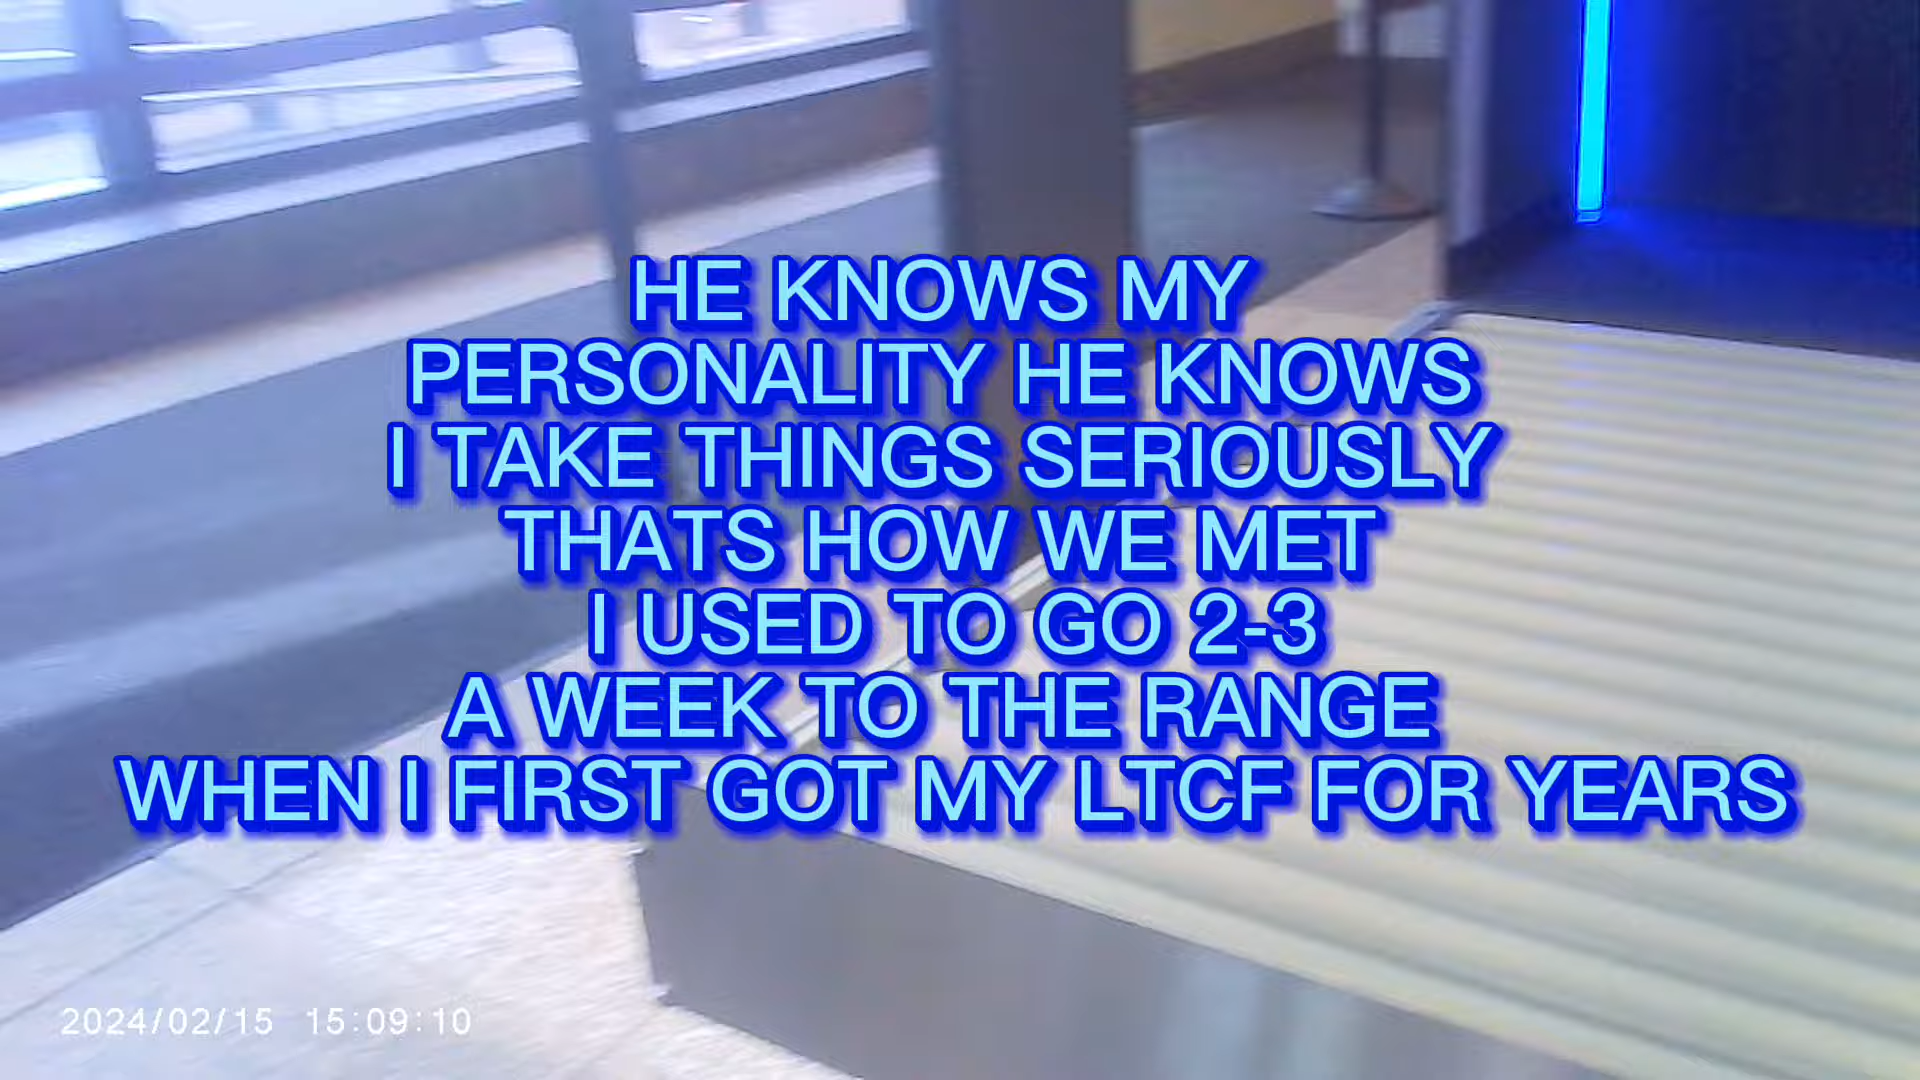 HE KNOWS MY
PERSONALITY HE KNOWS
I TAKE THINGS SERIOUSLY
THATS HOW WE MET
I USED TO GO 2-3
A WEEK TO THE RANGE
WHEN I FIRST GOT MY LTCF FOR YEARS
2024/02/15 15:09:10